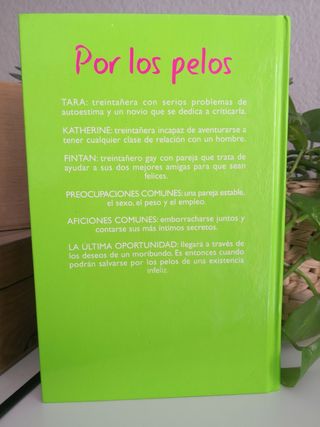 Por los pelos
TARA: treintañera con serios problemas de
autoestima y un novio que se dedica a criticarla.
KATHERINE: treintañera incapaz de aventurarse a
tener cualquier clase de relación con un hombre.
FINTAN: treintañero gay con pareja que trata de
ayudar a sus dos mejores amigas para que sean
felices.
PREOCUPACIONES COMUNES: una pareja estable,
el sexo, el peso y el empleo.
AFICIONES COMUNES: emborracharse juntos y
contarse sus más íntimos secretos.
LA ÚLTIMA OPORTUNIDAD: llegará a través de
los deseos de un moribundo. Es entonces cuando
podrán salvarse por los pelos de una existencia
infeliz.